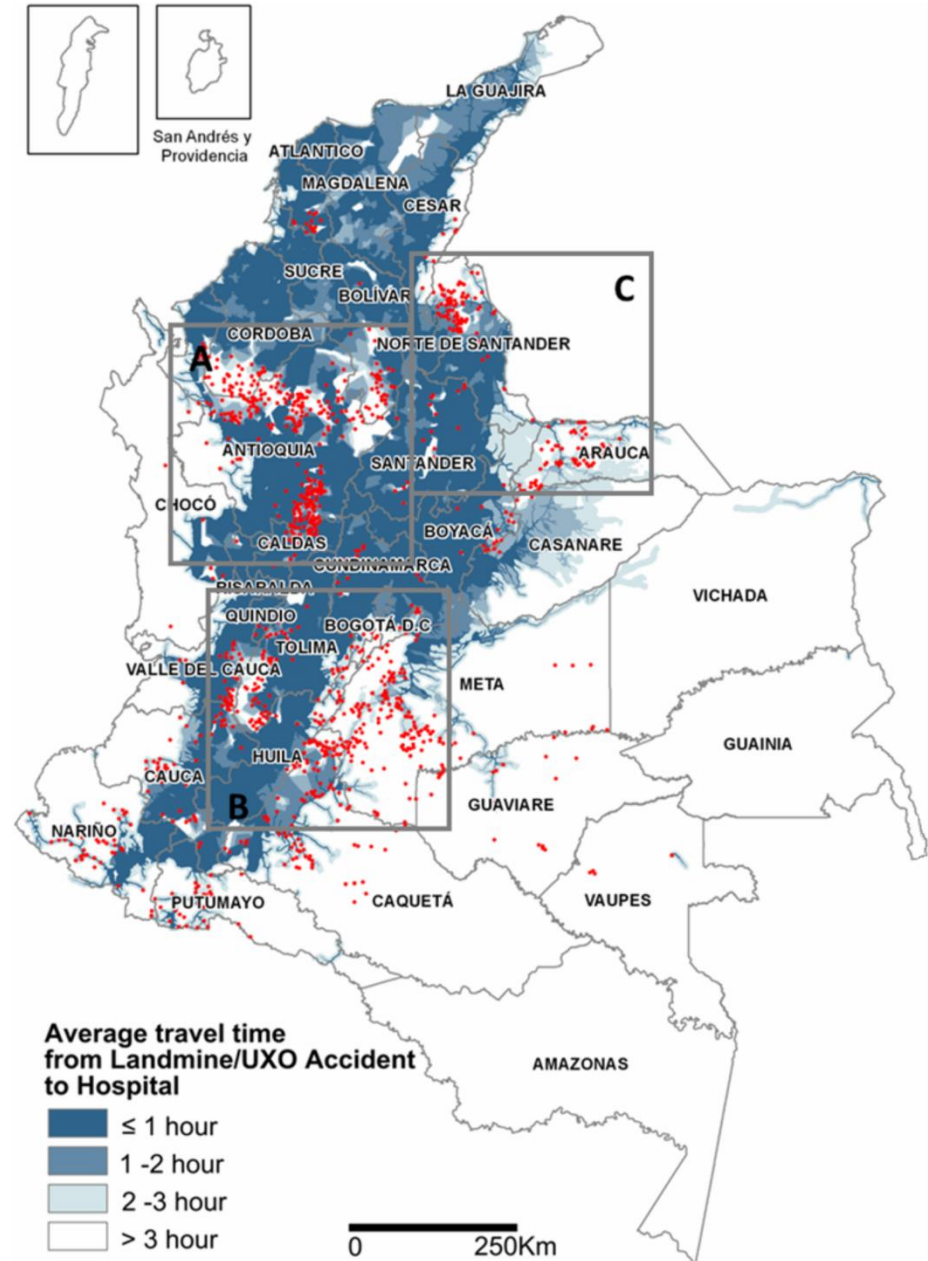 San Andrés y
Providencia
LA GUAJIRA
ATLANTICO
MAGDALENA
CESAR
SUCRE
BOLÍVAR
C
CORDOBA
NORTE DE SANTANDER
A
ANTIOQUIA
SANTANDER
ARAUCA
CHOCÓ
CALDAS
BOYACÁ
CASANARE
CUNDINAMARCA
RISARALDA
VICHADA
QUINDIO
BOGOTÁ D.C
TOLIMA
VALLE DEL CAUCA
META
GUAINIA
HUILA
CAUCA
GUAVIARE
B
NARIÑO
PUTUMAYO
CAQUETÁ
VAUPES
AMAZONAS
Average travel time
from Landmine/UXO Accident
to Hospital
≤ 1 hour
1 -2 hour
2 -3 hour
> 3 hour
0 250Km